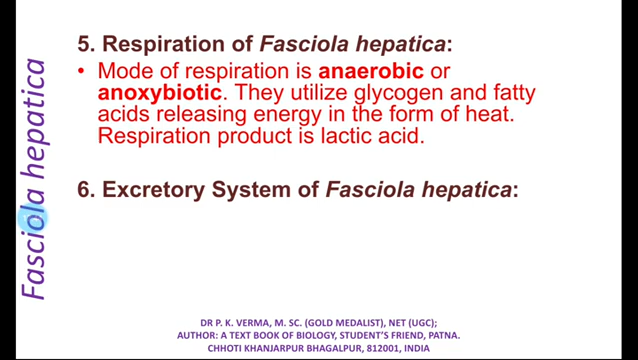 Fasciola hepatica
5. Respiration of Fasciola hepatica:
• Mode of respiration is anaerobic or
anoxybiotic. They utilize glycogen and fatty
acids releasing energy in the form of heat.
Respiration product is lactic acid.
6. Excretory System of Fasciola hepatica:
DR P. K. VERMA, M. SC. (GOLD MEDALIST), NET (UGC);
AUTHOR: A TEXT BOOK OF BIOLOGY, STUDENT'S FRIEND, PATNA.
CHHOTI KHANJARPUR BHAGALPUR, 812001, INDIA